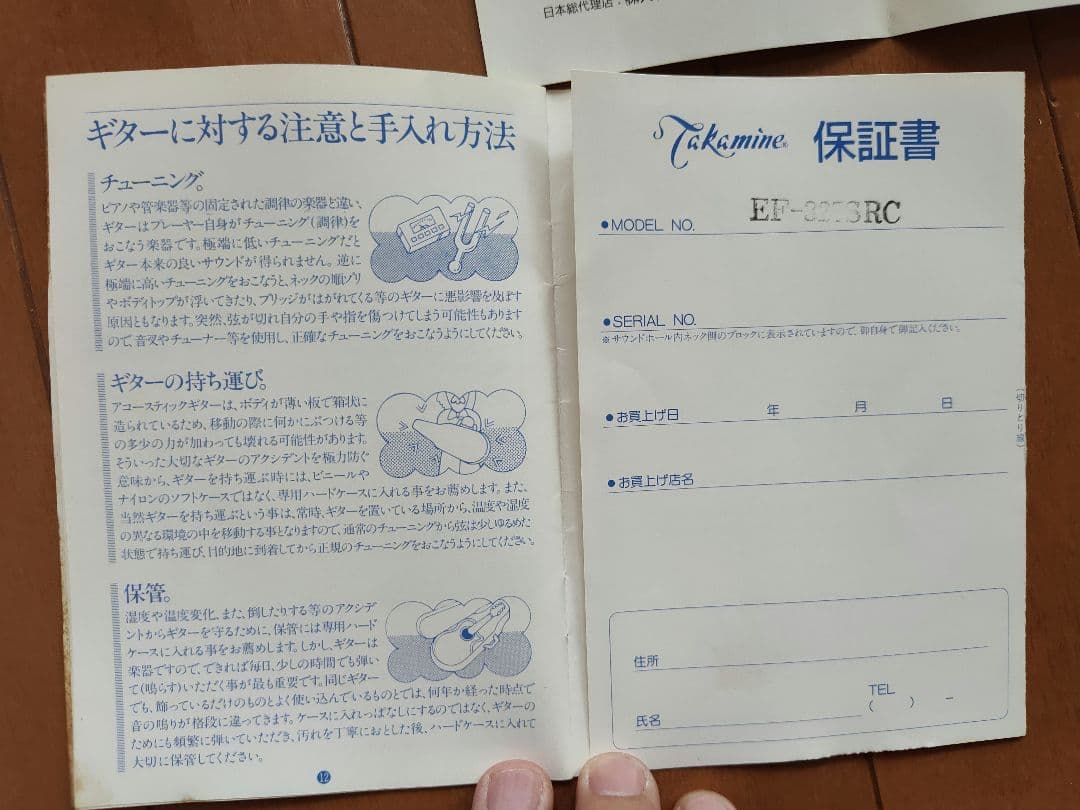 日本総代理店：
ギターに対する注意と手入れ方法
チューニング。
ピアノや管楽器等の固定された調律の楽器と違い、
ギターはプレーヤー自身がチューニング(調律)を
おこなう楽器です。極端に低いチューニングだと
ギター本来の良いサウンドが得られません。逆に
極端に高いチューニングをおこなうと、ネックの順ゾリ
やボディトップが浮いてきたり、ブリッジがはがれてくる等のギターに悪影響を及ぼす
原因ともなります。突然、弦が切れ自分の手や指を傷つけてしまう可能性もあります
ので、音叉やチューナー等を使用し、正確なチューニングをおこなうようにしてください。
ギターの持ち運び。
アコースティックギターは、ボディが薄い板で箱状に
造られているため、移動の際に何かにぶつける等
の多少の力が加わっても壊れる可能性があります。
そういった大切なギターのアクシデントを極力防ぐ
意味から、ギターを持ち運ぶ時には、ビニールや
ナイロンのソフトケースではなく、専用ハードケースに入れる事をお薦めします。また、
当然ギターを持ち運ぶという事は、常時、ギターを置いている場所から、温度や湿度
の異なる環境の中を移動する事となりますので、通常のチューニングから弦は少しゆるめた
状態で持ち運び、目的地に到着してから正規のチューニングをおこなうようにしてください。
保管。
湿度や温度変化、また、倒したりする等のアクシデ
ントからギターを守るために、保管には専用ハード
ケースに入れる事をお薦めします。しかし、ギターは
楽器ですので、できれば毎日、少しの時間でも弾い
て(鳴らす)いただく事が最も重要です。同じギター
でも、飾っているだけのものとよく使い込んでいるものとでは、何年か経った時点で
音の鳴りが格段に違ってきます。ケースに入れっぱなしにするのではなく、ギターの
ためにも頻繁に弾いていただき、汚れを丁寧におとした後、ハードケースに入れて
大切に保管してください。
12
Takamine® 保証書
●MODEL NO. EF-327SRC
●SERIAL NO.
※サウンドホール内ネック側のブロックに表示されていますので、御自身で御記入ください。
●お買上げ日 年 月 日
●お買上げ店名
(切りとり線)
住所
TEL
氏名 ( ) −